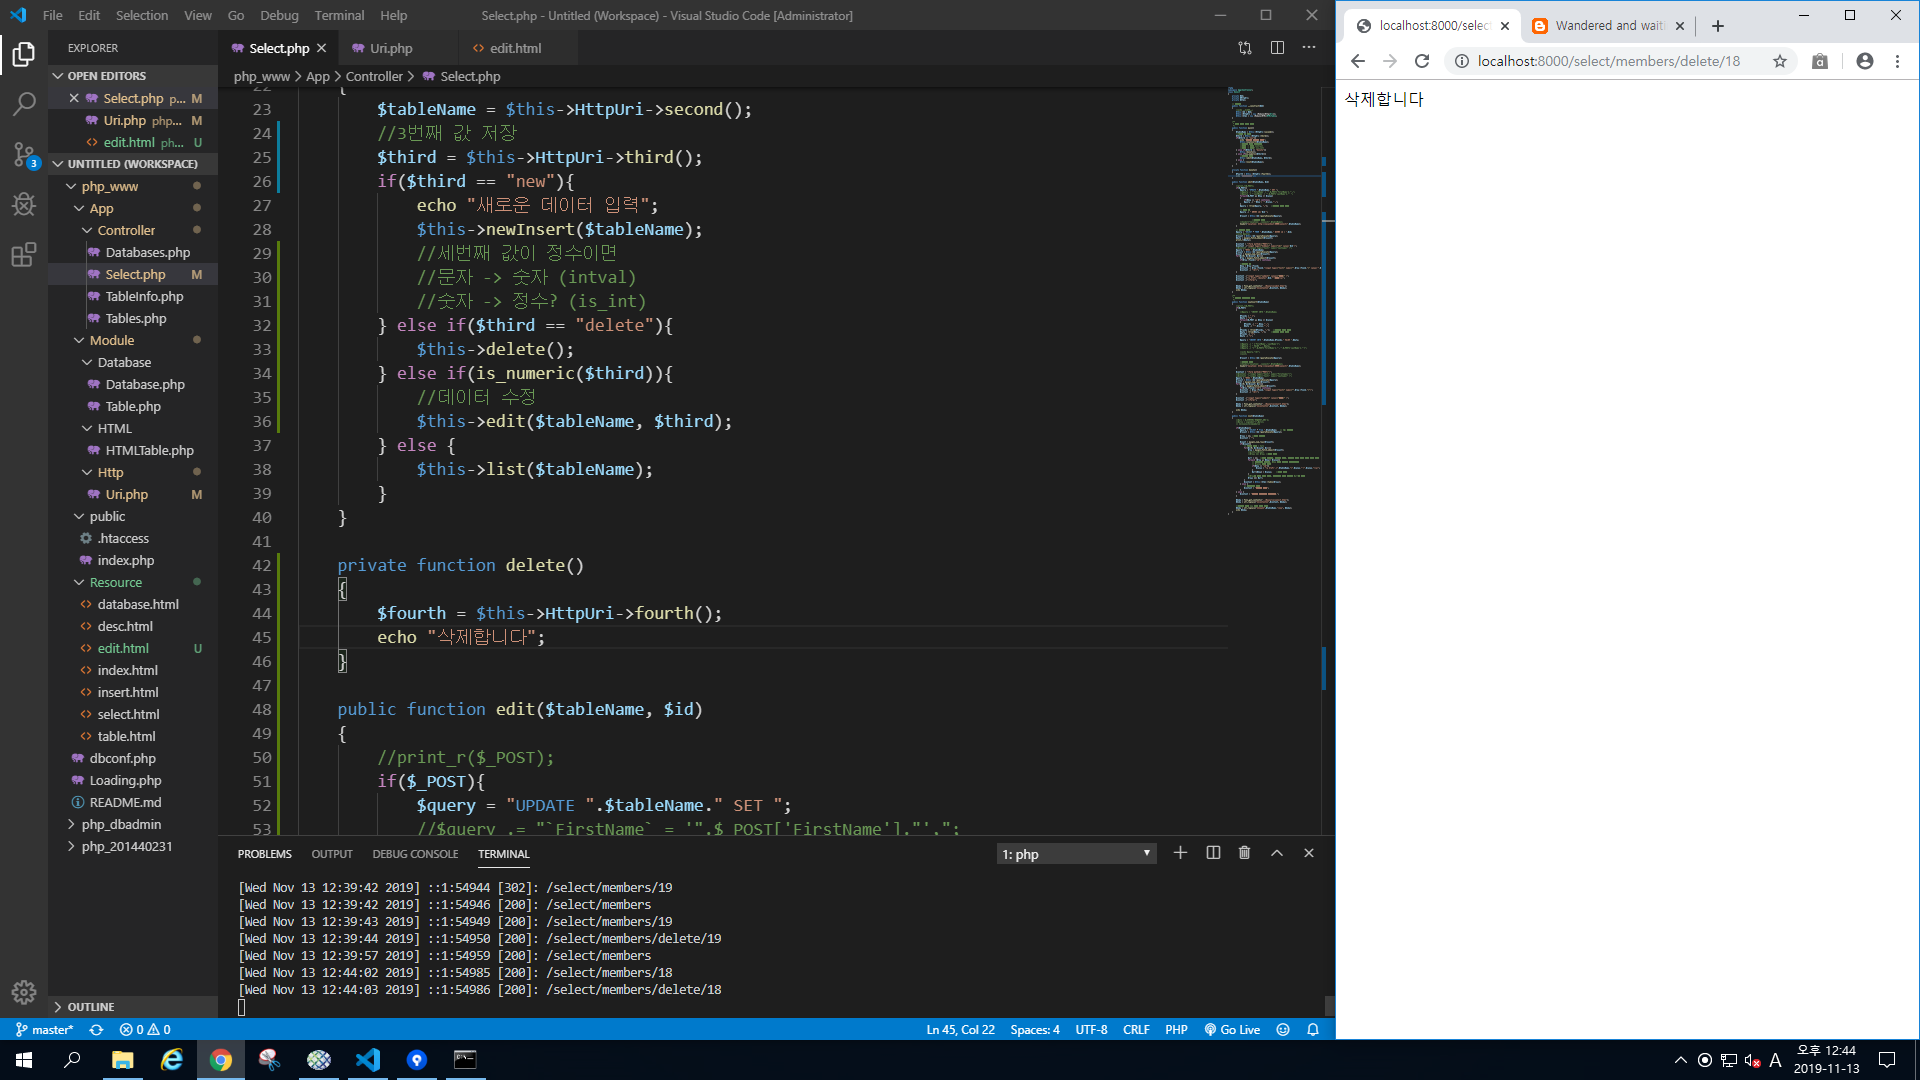 File Edit Selection View Go Debug Terminal Help Select.php - Untitled (Workspace) - Visual Studio Code [Administrator]
EXPLORER
OPEN EDITORS
Select.php p... M
Uri.php php... M
edit.html ph... U
UNTITLED (WORKSPACE)
php_www
App
Controller
Databases.php
Select.php M
TableInfo.php
Tables.php
Module
Database
Database.php
Table.php
HTML
HTMLTable.php
Http
Uri.php M
public
.htaccess
index.php
Resource
database.html
desc.html
edit.html U
index.html
insert.html
select.html
table.html
dbconf.php
Loading.php
README.md
php_dbadmin
php_201440231
OUTLINE
3
Select.php Uri.php edit.html
php_www > App > Controller > Select.php
22 {
23 $tableName = $this->HttpUri->second();
24 //3번째 값 저장
25 $third = $this->HttpUri->third();
26 if($third == "new"){
27 echo "새로운 데이터 입력";
28 $this->newInsert($tableName);
29 //세번째 값이 정수이면
30 //문자 -> 숫자 (intval)
31 //숫자 -> 정수? (is_int)
32 } else if($third == "delete"){
33 $this->delete();
34 } else if(is_numeric($third)){
35 //데이터 수정
36 $this->edit($tableName, $third);
37 } else {
38 $this->list($tableName);
39 }
40 }
41
42 private function delete()
43 {
44 $fourth = $this->HttpUri->fourth();
45 echo "삭제합니다";
46 }
47
48 public function edit($tableName, $id)
49 {
50 //print_r($_POST);
51 if($_POST){
52 $query = "UPDATE ".$tableName." SET ";
53 //$query .= "`FirstName` = '".$_POST['FirstName']."',";
PROBLEMS OUTPUT DEBUG CONSOLE TERMINAL 1: php
[Wed Nov 13 12:39:42 2019] ::1:54944 [302]: /select/members/19
[Wed Nov 13 12:39:42 2019] ::1:54946 [200]: /select/members
[Wed Nov 13 12:39:43 2019] ::1:54949 [200]: /select/members/19
[Wed Nov 13 12:39:44 2019] ::1:54950 [200]: /select/members/delete/19
[Wed Nov 13 12:39:57 2019] ::1:54959 [200]: /select/members
[Wed Nov 13 12:44:02 2019] ::1:54985 [200]: /select/members/18
[Wed Nov 13 12:44:03 2019] ::1:54986 [200]: /select/members/delete/18
master* 0 0 Ln 45, Col 22 Spaces: 4 UTF-8 CRLF PHP Go Live
localhost:8000/select Wandered and wait
localhost:8000/select/members/delete/18
삭제합니다
A 오후 12:44
2019-11-13